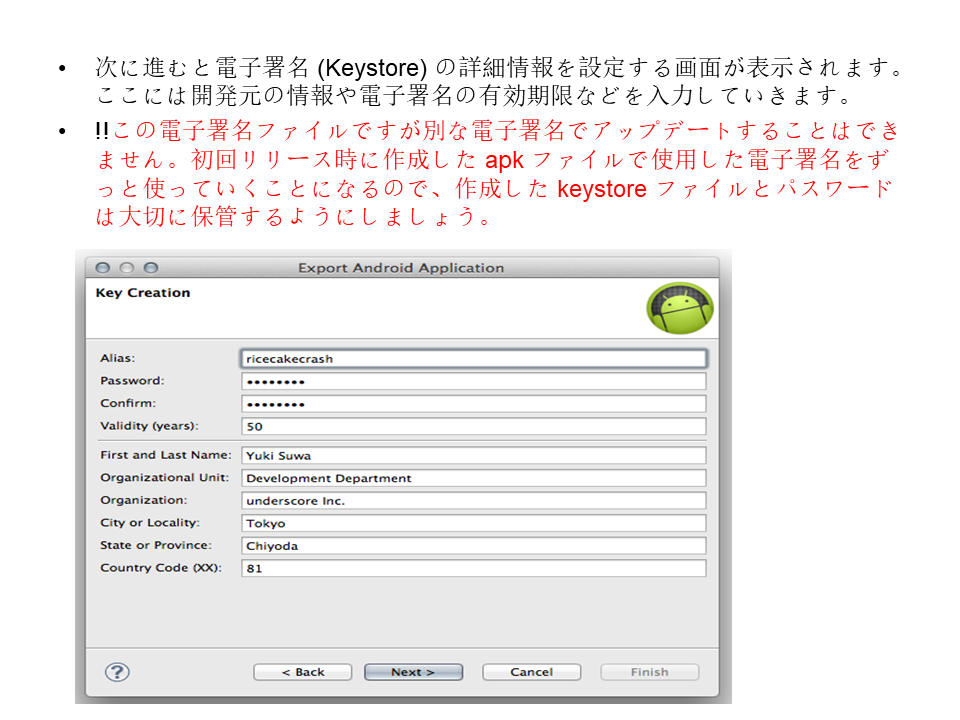 • 次に進むと電子署名 (Keystore) の詳細情報を設定する画面が表示されます。
ここには開発元の情報や電子署名の有効期限などを入力していきます。
• !!この電子署名ファイルですが別な電子署名でアップデートすることはでき
ません。初回リリース時に作成した apk ファイルで使用した電子署名をず
っと使っていくことになるので、作成した keystore ファイルとパスワード
は大切に保管するようにしましょう。
Export Android Application
Key Creation
Alias: ricecakecrash
Password: ••••••••
Confirm: ••••••••
Validity (years): 50
First and Last Name: Yuki Suwa
Organizational Unit: Development Department
Organization: underscore Inc.
City or Locality: Tokyo
State or Province: Chiyoda
Country Code (XX): 81
? < Back Next > Cancel Finish